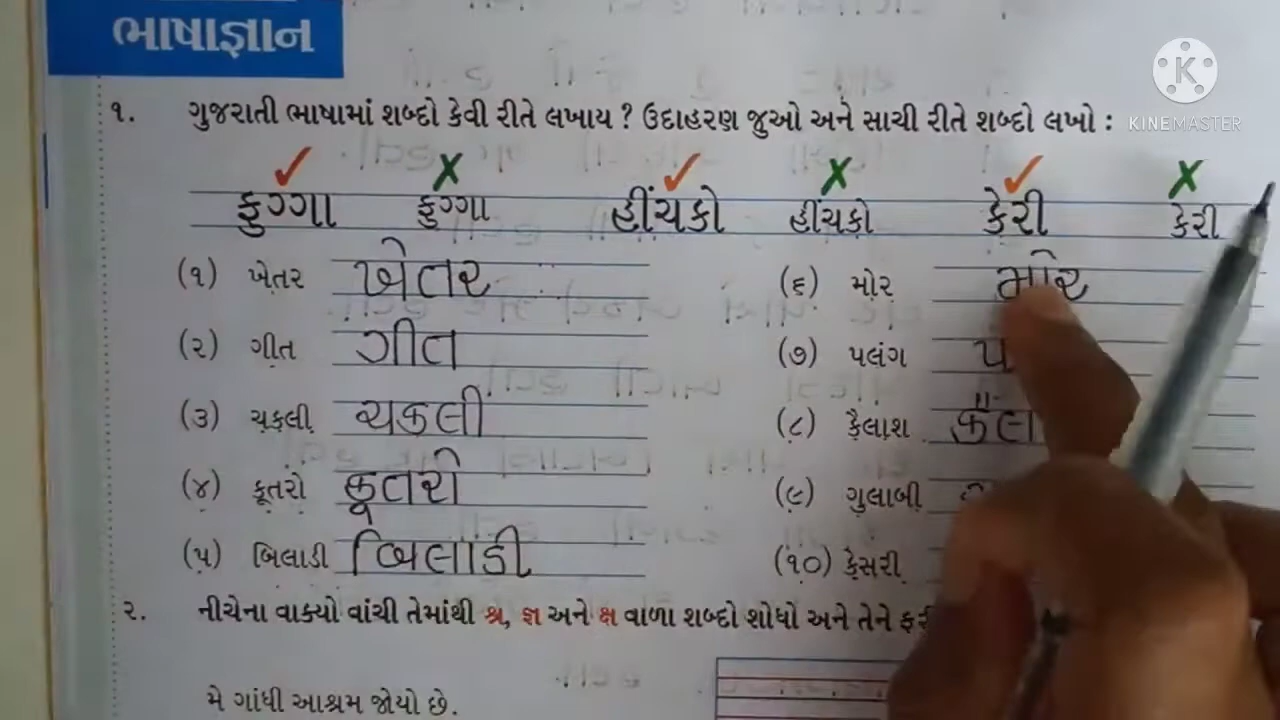 ભાષાજ્ઞાન
KINEMASTER
૧. ગુજરાતી ભાષામાં શબ્દો કેવી રીતે લખાય ? ઉદાહરણ જુઓ અને સાચી રીતે શબ્દો લખો :
✓ ✗ ✓ ✗ ✓ ✗
ફુગ્ગા ફુગ્ગા હીંચકો હીંચકો કેરી કેરી
(૧) ખેતર ખેતર (૬) મોર મોર
(૨) ગીત ગીત (૭) પલંગ
(૩) ચકલી ચકલી (૮) કૈલાશ
(૪) કૂતરો કૂતરો (૯) ગુલાબી
(૫) બિલાડી બિલાડી (૧૦) કેસરી
૨. નીચેના વાક્યો વાંચી તેમાંથી શ્ર, જ્ઞ અને ક્ષ વાળા શબ્દો શોધો અને તેને
મે ગાંધી આશ્રમ જોયો છે.